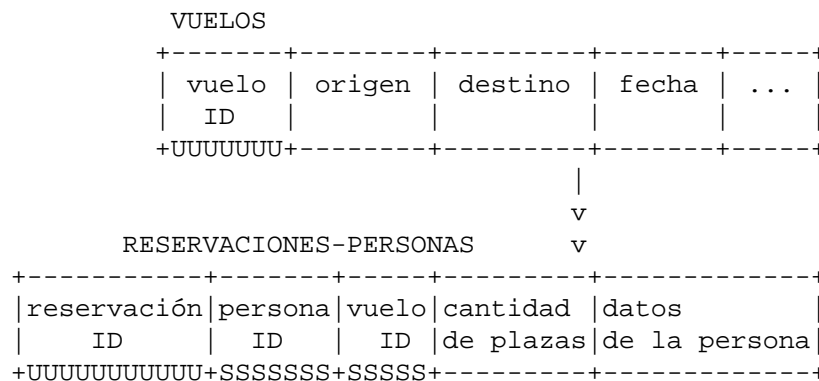 VUELOS
+-------+--------+---------+-------+-----+
| vuelo | origen | destino | fecha | ... |
|  ID   |        |         |       |     |
+UUUUUUU+--------+---------+-------+-----+
|
v
RESERVACIONES-PERSONAS      v
+-----------+-------+-----+---------+-------------+
|reservación|persona|vuelo|cantidad |datos        |
|    ID     |  ID   |  ID |de plazas|de la persona|
+UUUUUUUUUUU+SSSSSSS+SSSSS+---------+-------------+